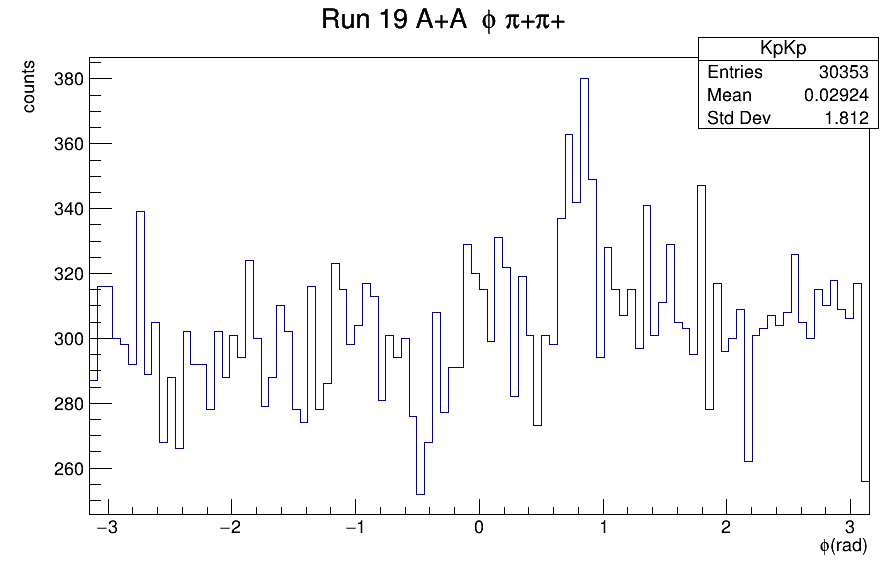 Run 19 A+A ϕ π+π+
KpKp
Entries 30353
Mean 0.02924
Std Dev 1.812
counts
380
360
340
320
300
280
260
−3 −2 −1 0 1 2 3
ϕ(rad)